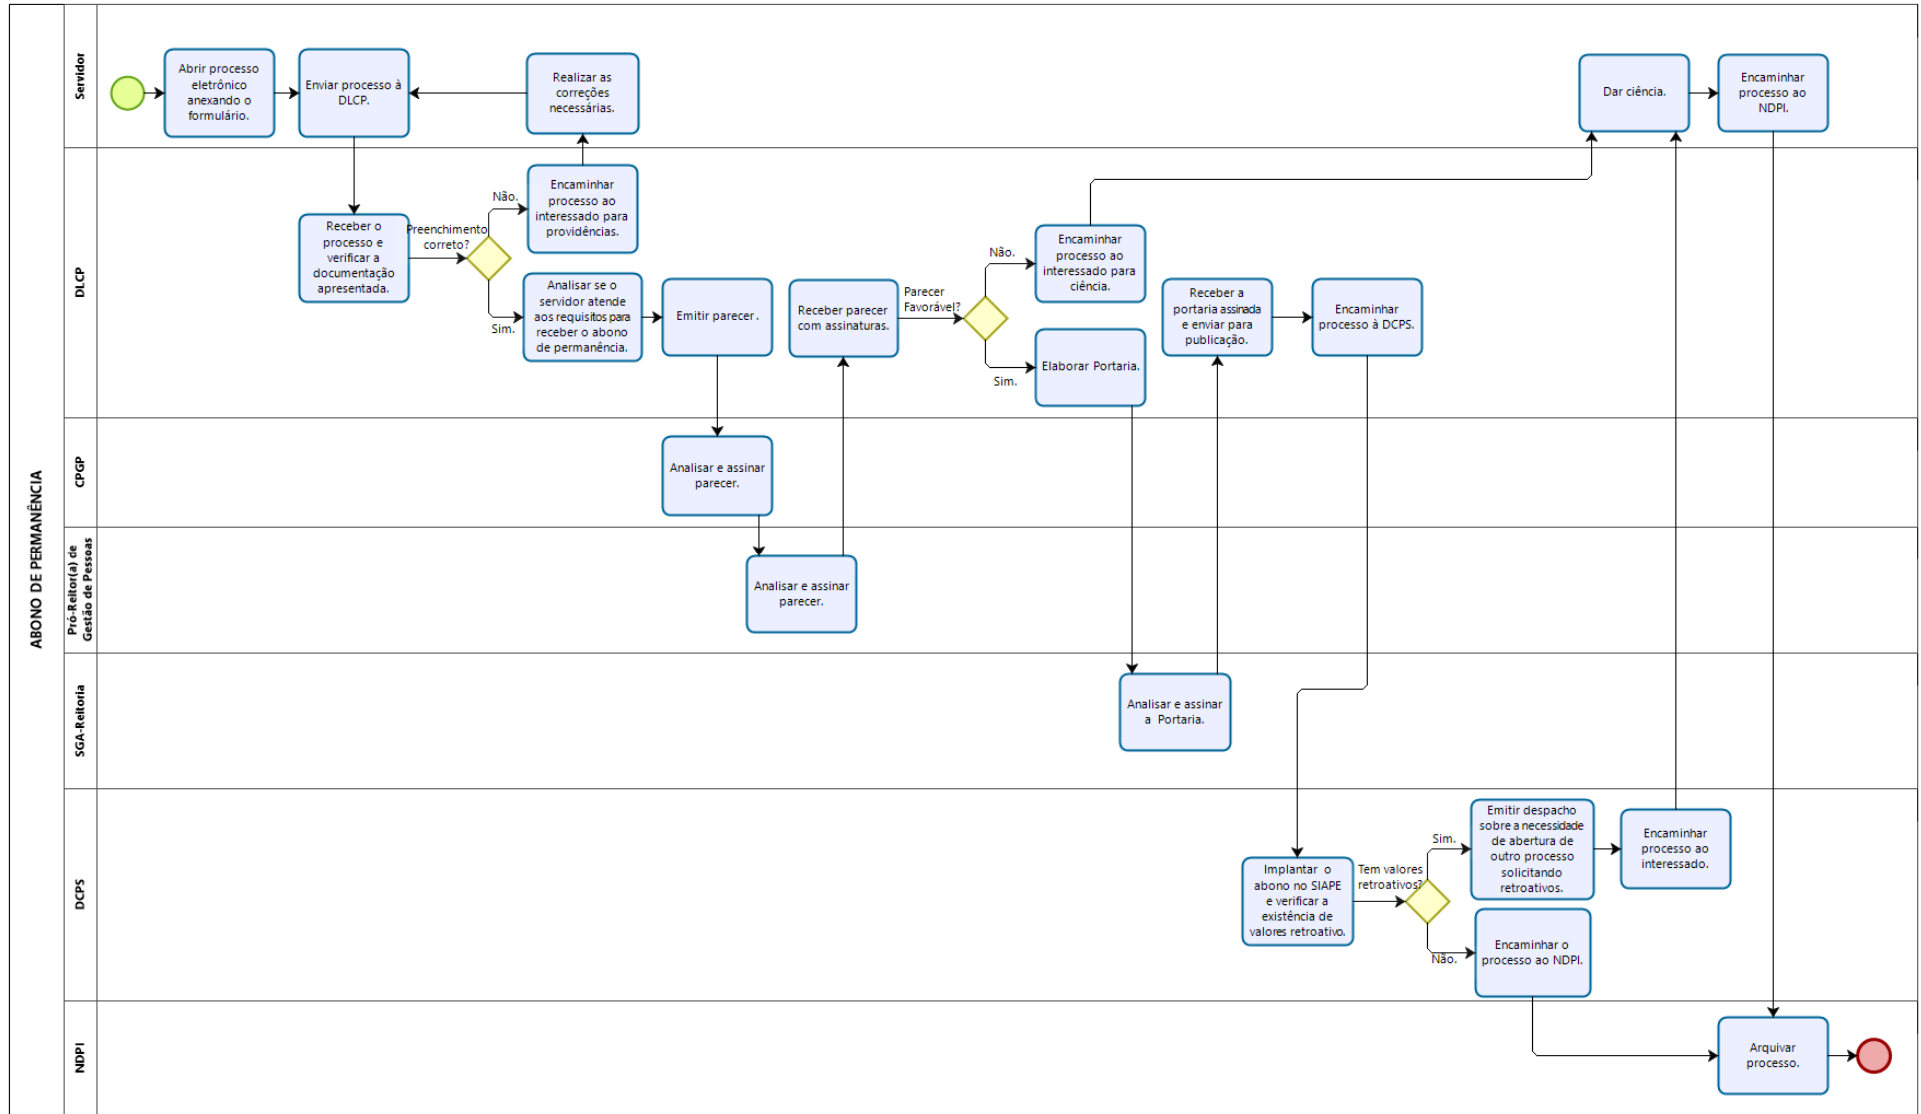 ABONO DE PERMANÊNCIA
Servidor
Abrir processo
eletrônico
anexando o
formulário.
Enviar processo à
DLCP.
Realizar as
correções
necessárias.
Dar ciência.
Encaminhar
processo ao
NDPI.
DLCP
Receber o
processo e
verificar a
documentação
apresentada.
Preenchimento
correto?
Não.
Encaminhar
processo ao
interessado para
providências.
Sim.
Analisar se o
servidor atende
aos requisitos para
receber o abono
de permanência.
Emitir parecer .
Receber parecer
com assinaturas.
Parecer
Favorável?
Não.
Encaminhar
processo ao
interessado para
ciência.
Sim.
Elaborar Portaria.
Receber a
portaria assinada
e enviar para
publicação.
Encaminhar
processo à DCPS.
CPGP
Analisar e assinar
parecer.
Pró-Reitor(a) de
Gestão de Pessoas
Analisar e assinar
parecer.
SGA-Reitoria
Analisar e assinar
a Portaria.
DCPS
Implantar o
abono no SIAPE
e verificar a
existência de
valores retroativo.
Tem valores
retroativos?
Sim.
Emitir despacho
sobre a necessidade
de abertura de
outro processo
solicitando
retroativos.
Encaminhar
processo ao
interessado.
Não.
Encaminhar o
processo ao NDPI.
NDPI
Arquivar
processo.